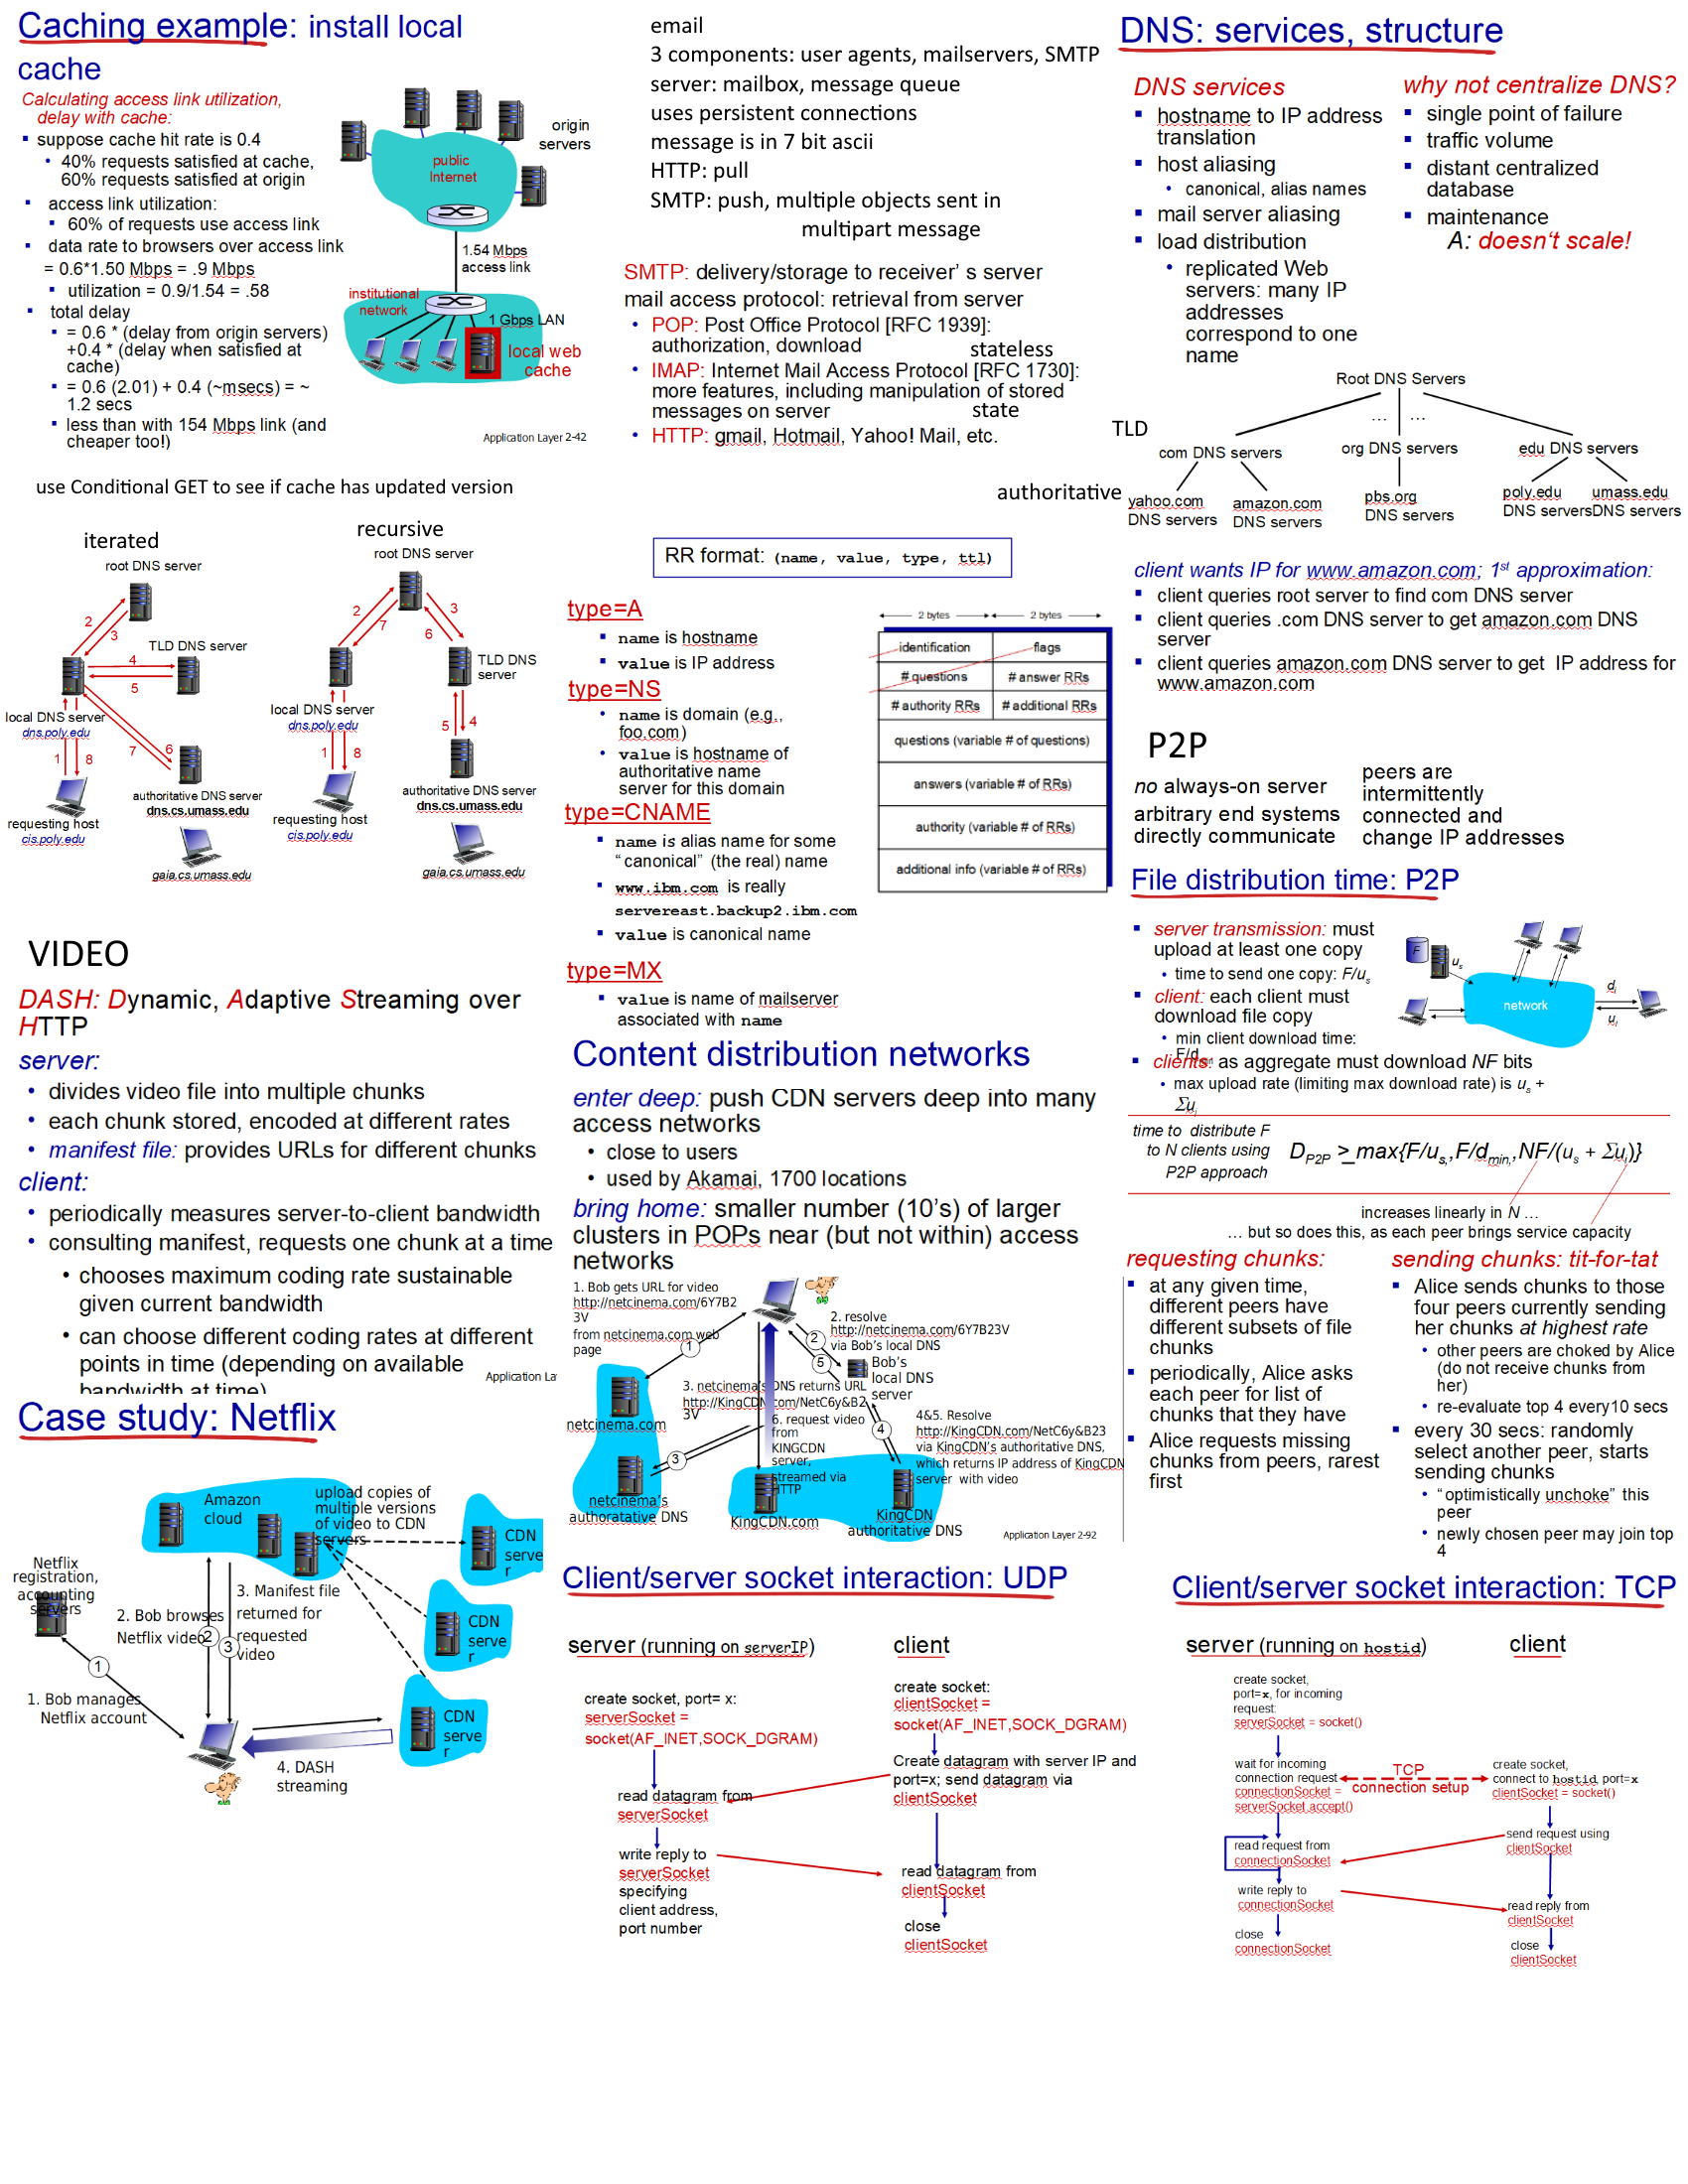 Caching example: install local
cache
Calculating access link utilization,
delay with cache:
suppose cache hit rate is 0.4
40% requests satisfied at cache,
60% requests satisfied at origin
access link utilization:
60% of requests use access link
data rate to browsers over access link
= 0.6*1.50 Mbps = .9 Mbps
utilization = 0.9/1.54 = .58
total delay
= 0.6 * (delay from origin servers)
+0.4 * (delay when satisfied at
cache)
= 0.6 (2.01) + 0.4 (~msecs) = ~
1.2 secs
less than with 154 Mbps link (and
cheaper too!)
origin
servers
public
Internet
1.54 Mbps
access link
institutional
network
1 Gbps LAN
local web
cache
Application Layer 2-42
use Conditional GET to see if cache has updated version
email
3 components: user agents, mailservers, SMTP
server: mailbox, message queue
uses persistent connections
message is in 7 bit ascii
HTTP: pull
SMTP: push, multiple objects sent in
multipart message
SMTP: delivery/storage to receiver’ s server
mail access protocol: retrieval from server
POP: Post Office Protocol [RFC 1939]:
authorization, download
stateless
IMAP: Internet Mail Access Protocol [RFC 1730]:
more features, including manipulation of stored
messages on server
state
HTTP: gmail, Hotmail, Yahoo! Mail, etc.
DNS: services, structure
DNS services
hostname to IP address
translation
host aliasing
canonical, alias names
mail server aliasing
load distribution
replicated Web
servers: many IP
addresses
correspond to one
name
why not centralize DNS?
single point of failure
traffic volume
distant centralized
database
maintenance
A: doesn‘t scale!
Root DNS Servers
… …
TLD
com DNS servers
org DNS servers
edu DNS servers
authoritative
yahoo.com
DNS servers
amazon.com
DNS servers
pbs.org
DNS servers
poly.edu
DNS servers
umass.edu
DNS servers
client wants IP for www.amazon.com; 1st approximation:
client queries root server to find com DNS server
client queries .com DNS server to get amazon.com DNS
server
client queries amazon.com DNS server to get IP address for
www.amazon.com
iterated
root DNS server
2
3
TLD DNS server
4
5
local DNS server
dns.poly.edu
7
6
1
8
authoritative DNS server
dns.cs.umass.edu
requesting host
cis.poly.edu
gaia.cs.umass.edu
recursive
root DNS server
2
7
3
6
TLD DNS
server
local DNS server
dns.poly.edu
5
4
1
8
authoritative DNS server
dns.cs.umass.edu
requesting host
cis.poly.edu
gaia.cs.umass.edu
RR format: (name, value, type, ttl)
type=A
name is hostname
value is IP address
type=NS
name is domain (e.g.,
foo.com)
value is hostname of
authoritative name
server for this domain
type=CNAME
name is alias name for some
“ canonical” (the real) name
www.ibm.com is really
servereast.backup2.ibm.com
value is canonical name
type=MX
value is name of mailserver
associated with name
2 bytes
2 bytes
identification
flags
# questions
# answer RRs
# authority RRs
# additional RRs
questions (variable # of questions)
answers (variable # of RRs)
authority (variable # of RRs)
additional info (variable # of RRs)
P2P
no always-on server
arbitrary end systems
directly communicate
peers are
intermittently
connected and
change IP addresses
File distribution time: P2P
server transmission: must
upload at least one copy
time to send one copy: F/us
client: each client must
download file copy
min client download time:
F/d
clients: as aggregate must download NF bits
max upload rate (limiting max download rate) is us +
Σui
F
us
network
di
ui
time to distribute F
to N clients using
P2P approach
DP2P > max{F/us,,F/dmin,,NF/(us + Σui)}
increases linearly in N …
… but so does this, as each peer brings service capacity
requesting chunks:
at any given time,
different peers have
different subsets of file
chunks
periodically, Alice asks
each peer for list of
chunks that they have
Alice requests missing
chunks from peers, rarest
first
sending chunks: tit-for-tat
Alice sends chunks to those
four peers currently sending
her chunks at highest rate
other peers are choked by Alice
(do not receive chunks from
her)
re-evaluate top 4 every10 secs
every 30 secs: randomly
select another peer, starts
sending chunks
“ optimistically unchoke” this
peer
newly chosen peer may join top
4
VIDEO
DASH: Dynamic, Adaptive Streaming over
HTTP
server:
divides video file into multiple chunks
each chunk stored, encoded at different rates
manifest file: provides URLs for different chunks
client:
periodically measures server-to-client bandwidth
consulting manifest, requests one chunk at a time
chooses maximum coding rate sustainable
given current bandwidth
can choose different coding rates at different
points in time (depending on available
bandwidth at time)
Application La
Content distribution networks
enter deep: push CDN servers deep into many
access networks
close to users
used by Akamai, 1700 locations
bring home: smaller number (10’s) of larger
clusters in POPs near (but not within) access
networks
1. Bob gets URL for video
http://netcinema.com/6Y7B2
3V
from netcinema.com web
page
1
2. resolve
http://netcinema.com/6Y7B23V
via Bob’s local DNS
2
5
Bob’s
local DNS
server
3. netcinema’s DNS returns URL
http://KingCDN.com/NetC6y&B2
3V
netcinema.com
6. request video
from
KINGCDN
server,
streamed via
HTTP
4
4&5. Resolve
http://KingCDN.com/NetC6y&B23
via KingCDN’s authoritative DNS,
which returns IP address of KingCDN
server with video
3
netcinema’s
authoratative DNS
KingCDN.com
KingCDN
authoritative DNS
Application Layer 2-92
Case study: Netflix
Amazon
cloud
upload copies of
multiple versions
of video to CDN
servers
CDN
serve
r
Netflix
registration,
accounting
servers
2. Bob browses
Netflix video
2
3. Manifest file
returned for
requested
video
3
CDN
serve
r
1
1. Bob manages
Netflix account
CDN
serve
r
4. DASH
streaming
Client/server socket interaction: UDP
server (running on serverIP)
client
create socket, port= x:
serverSocket =
socket(AF_INET,SOCK_DGRAM)
create socket:
clientSocket =
socket(AF_INET,SOCK_DGRAM)
Create datagram with server IP and
port=x; send datagram via
clientSocket
read datagram from
serverSocket
write reply to
serverSocket
specifying
client address,
port number
read datagram from
clientSocket
close
clientSocket
Client/server socket interaction: TCP
server (running on hostid)
client
create socket,
port=x, for incoming
request:
serverSocket = socket()
wait for incoming
connection request
connectionSocket =
serverSocket.accept()
TCP
connection setup
create socket,
connect to hostid, port=x
clientSocket = socket()
send request using
clientSocket
read request from
connectionSocket
write reply to
connectionSocket
read reply from
clientSocket
close
connectionSocket
close
clientSocket